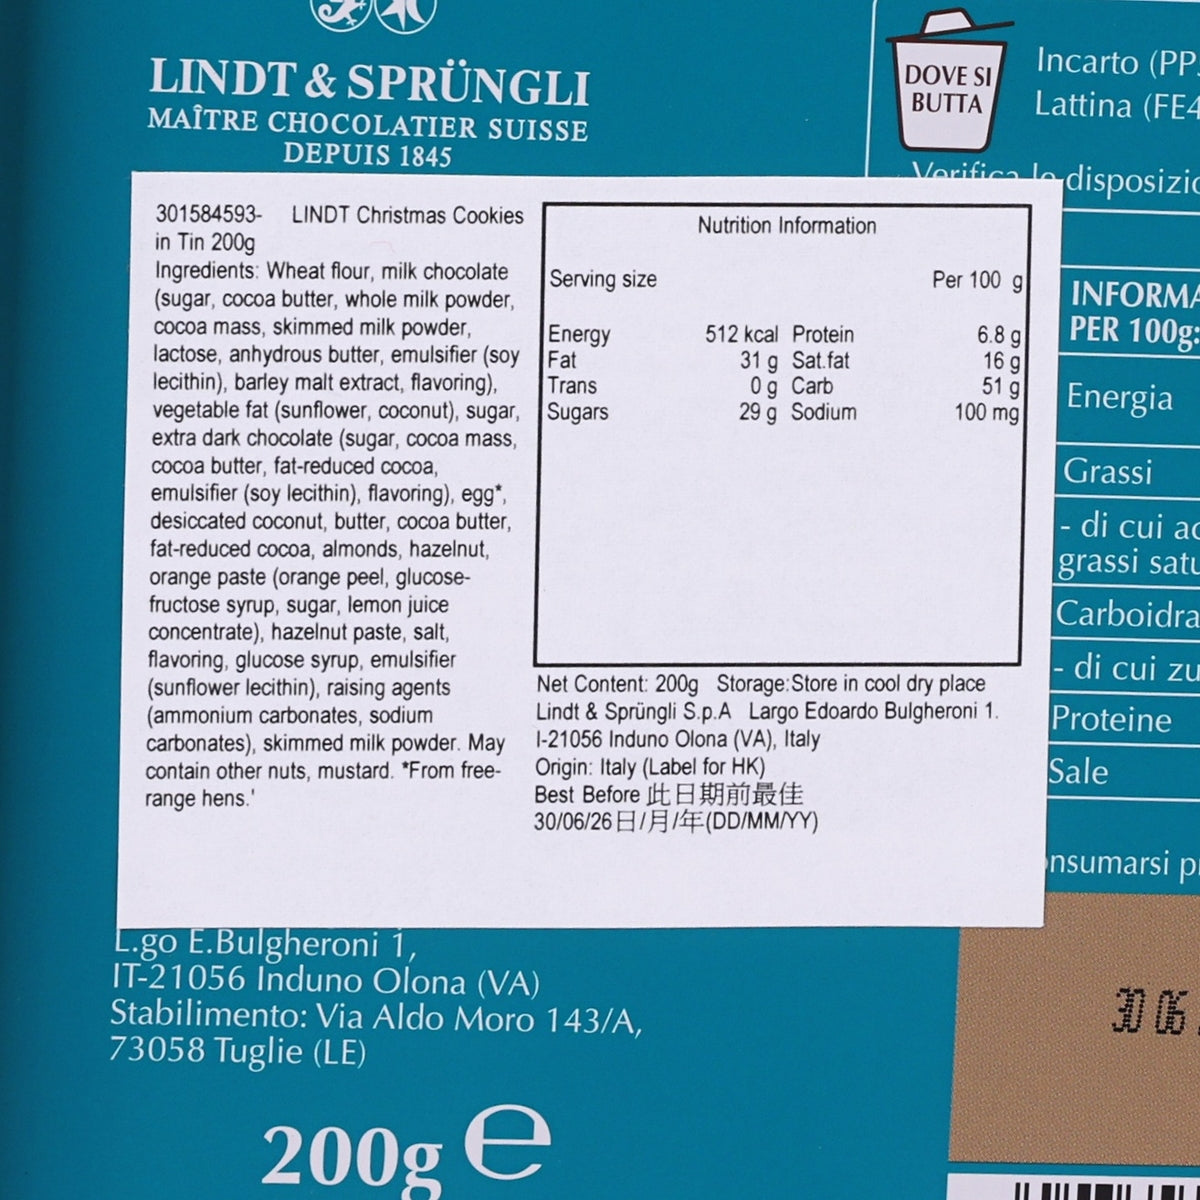 LINDT & SPRÜNGLI
MAÎTRE CHOCOLATIER SUISSE
DEPUIS 1845
DOVE SI
BUTTA
Incarto (PP
Lattina (FE4
Verifica le disposizio
301584593- LINDT Christmas Cookies
in Tin 200g
Ingredients: Wheat flour, milk chocolate
(sugar, cocoa butter, whole milk powder,
cocoa mass, skimmed milk powder,
lactose, anhydrous butter, emulsifier (soy
lecithin), barley malt extract, flavoring),
vegetable fat (sunflower, coconut), sugar,
extra dark chocolate (sugar, cocoa mass,
cocoa butter, fat-reduced cocoa,
emulsifier (soy lecithin), flavoring), egg*,
desiccated coconut, butter, cocoa butter,
fat-reduced cocoa, almonds, hazelnut,
orange paste (orange peel, glucose-
fructose syrup, sugar, lemon juice
concentrate), hazelnut paste, salt,
flavoring, glucose syrup, emulsifier
(sunflower lecithin), raising agents
(ammonium carbonates, sodium
carbonates), skimmed milk powder. May
contain other nuts, mustard. *From free-
range hens.'
Nutrition Information
Serving size Per 100 g
Energy 512 kcal Protein 6.8 g
Fat 31 g Sat.fat 16 g
Trans 0 g Carb 51 g
Sugars 29 g Sodium 100 mg
Net Content: 200g Storage:Store in cool dry place
Lindt & Sprüngli S.p.A Largo Edoardo Bulgheroni 1.
I-21056 Induno Olona (VA), Italy
Origin: Italy (Label for HK)
Best Before 此日期前最佳
30/06/26日/月/年(DD/MM/YY)
INFORMA
PER 100g:
Energia
Grassi
- di cui ac
grassi satu
Carboidra
- di cui zu
Proteine
Sale
onsumarsi pr
30 06
L.go E.Bulgheroni 1,
IT-21056 Induno Olona (VA)
Stabilimento: Via Aldo Moro 143/A,
73058 Tuglie (LE)
200g e